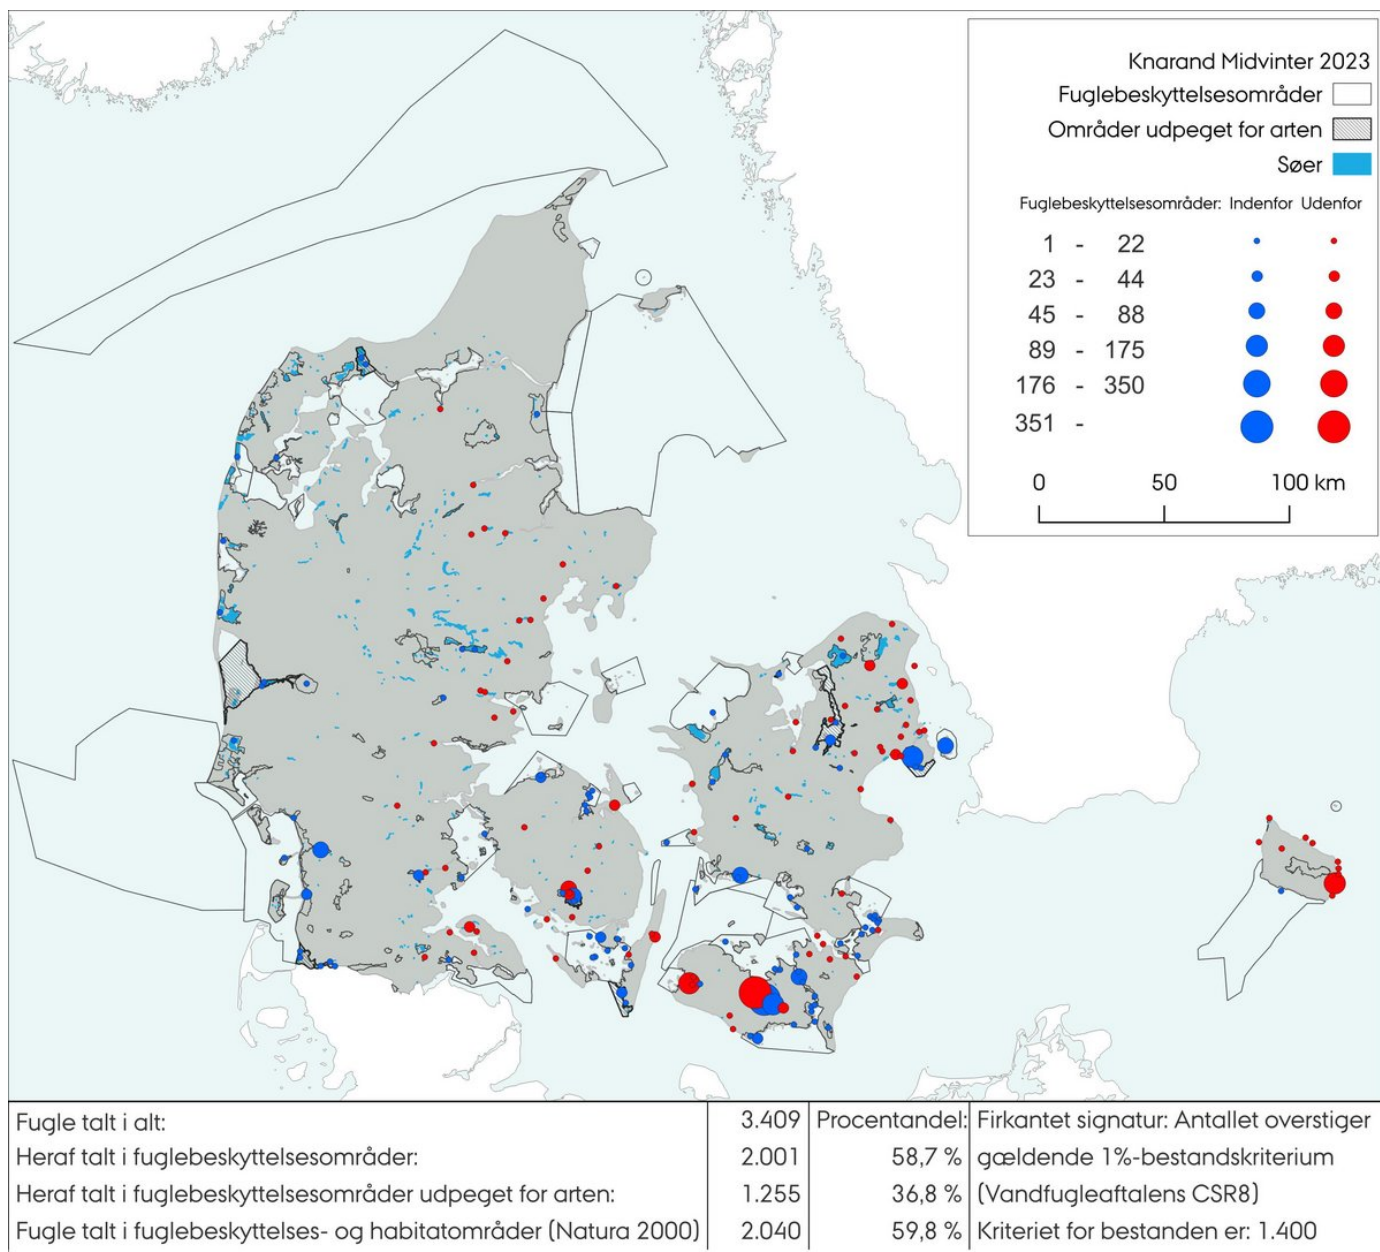 Knarand Midvinter 2023
Fuglebeskyttelsesområder
Områder udpeget for arten
Søer
Fuglebeskyttelsesområder: Indenfor Udenfor
1 - 22
23 - 44
45 - 88
89 - 175
176 - 350
351 -
0 50 100 km
Fugle talt i alt: 3.409 Procentandel: Firkantet signatur: Antallet overstiger
Heraf talt i fuglebeskyttelsesområder: 2.001 58,7 % gældende 1%-bestandskriterium
Heraf talt i fuglebeskyttelsesområder udpeget for arten: 1.255 36,8 % (Vandfugleaftalens CSR8)
Fugle talt i fuglebeskyttelses- og habitatområder (Natura 2000) 2.040 59,8 % Kriteriet for bestanden er: 1.400